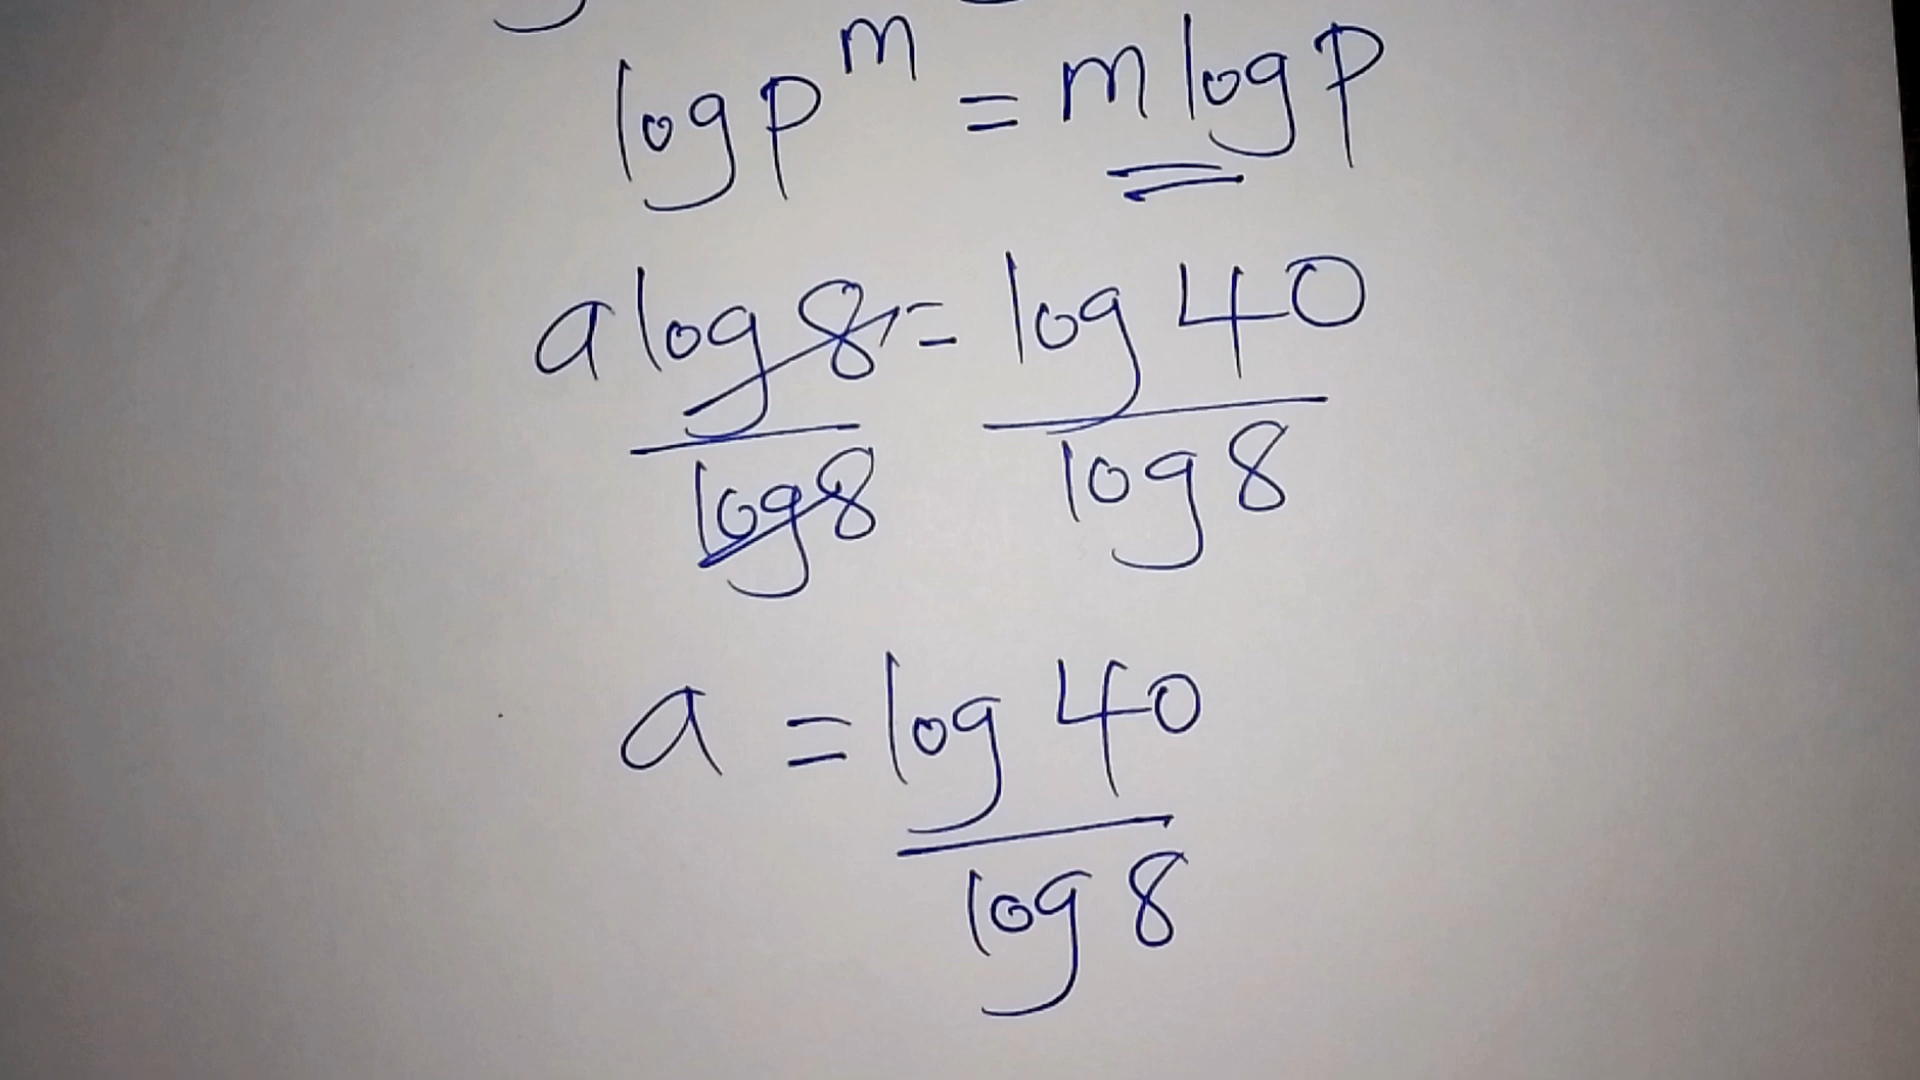 log p^m = m log p
a log 8 = log 40
log 8 log 8
a = log 40
log 8